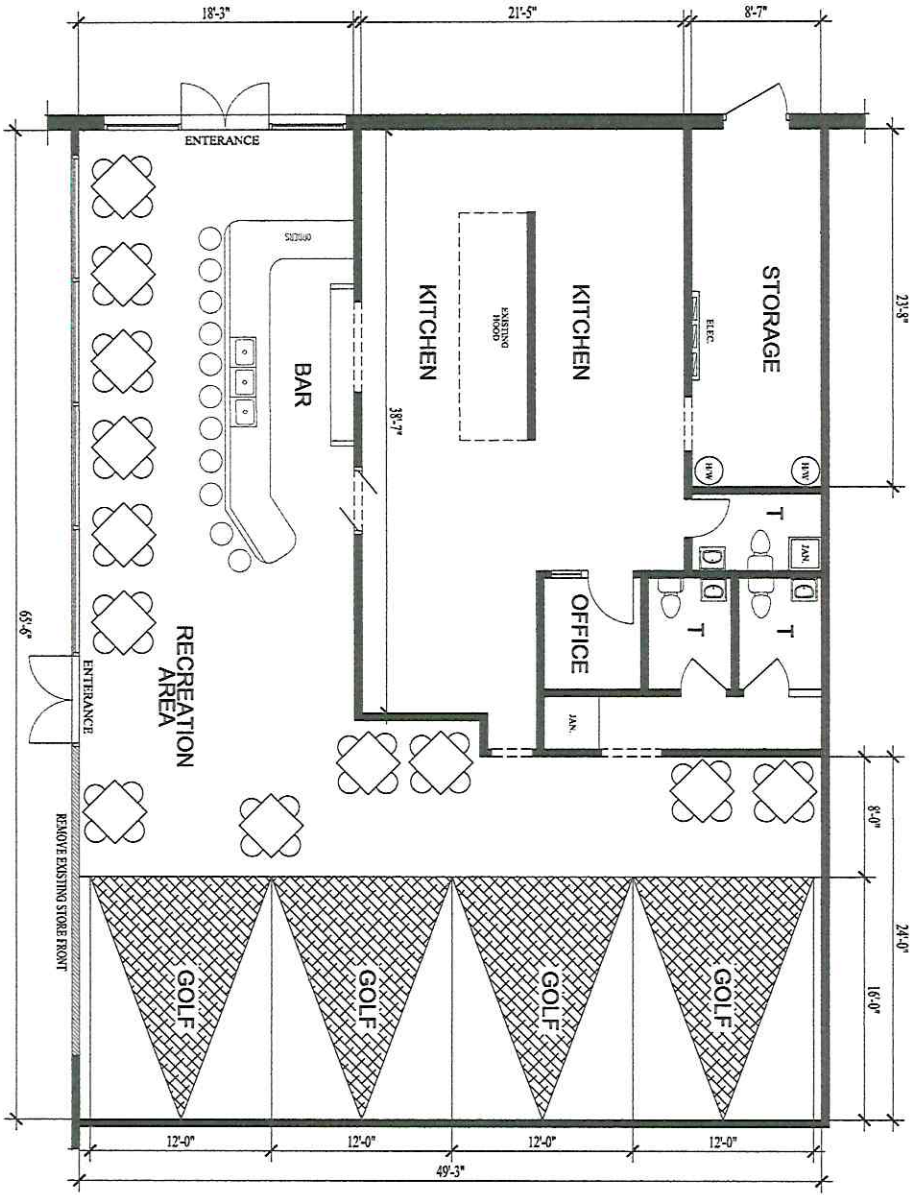 18'-3"
21'-5"
8'-7"
ENTERANCE
23'-8"
STORAGE
ELEC.
H/W
H/W
KITCHEN
KITCHEN
EXISTING
HOOD
ORDERS
BAR
38'-7"
T
JAN.
OFFICE
T
T
JAN.
65'-6"
RECREATION
AREA
ENTERANCE
REMOVE EXISTING STORE FRONT
8'-0"
24'-0"
16'-0"
GOLF
GOLF
GOLF
GOLF
12'-0"
12'-0"
12'-0"
12'-0"
49'-3"